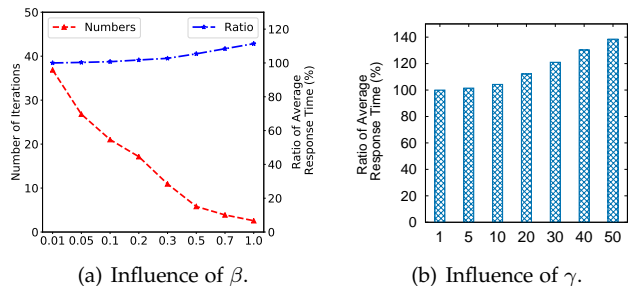 Numbers
Ratio
50
40
30
20
10
0
Number of Iterations
0.01 0.05 0.1 0.2 0.3 0.5 0.7 1.0
120
100
80
60
40
20
0
Ratio of Average
Response Time (%)
(a) Influence of β.
140
120
100
80
60
40
20
0
Ratio of Average
Response Time (%)
1 5 10 20 30 40 50
(b) Influence of γ.